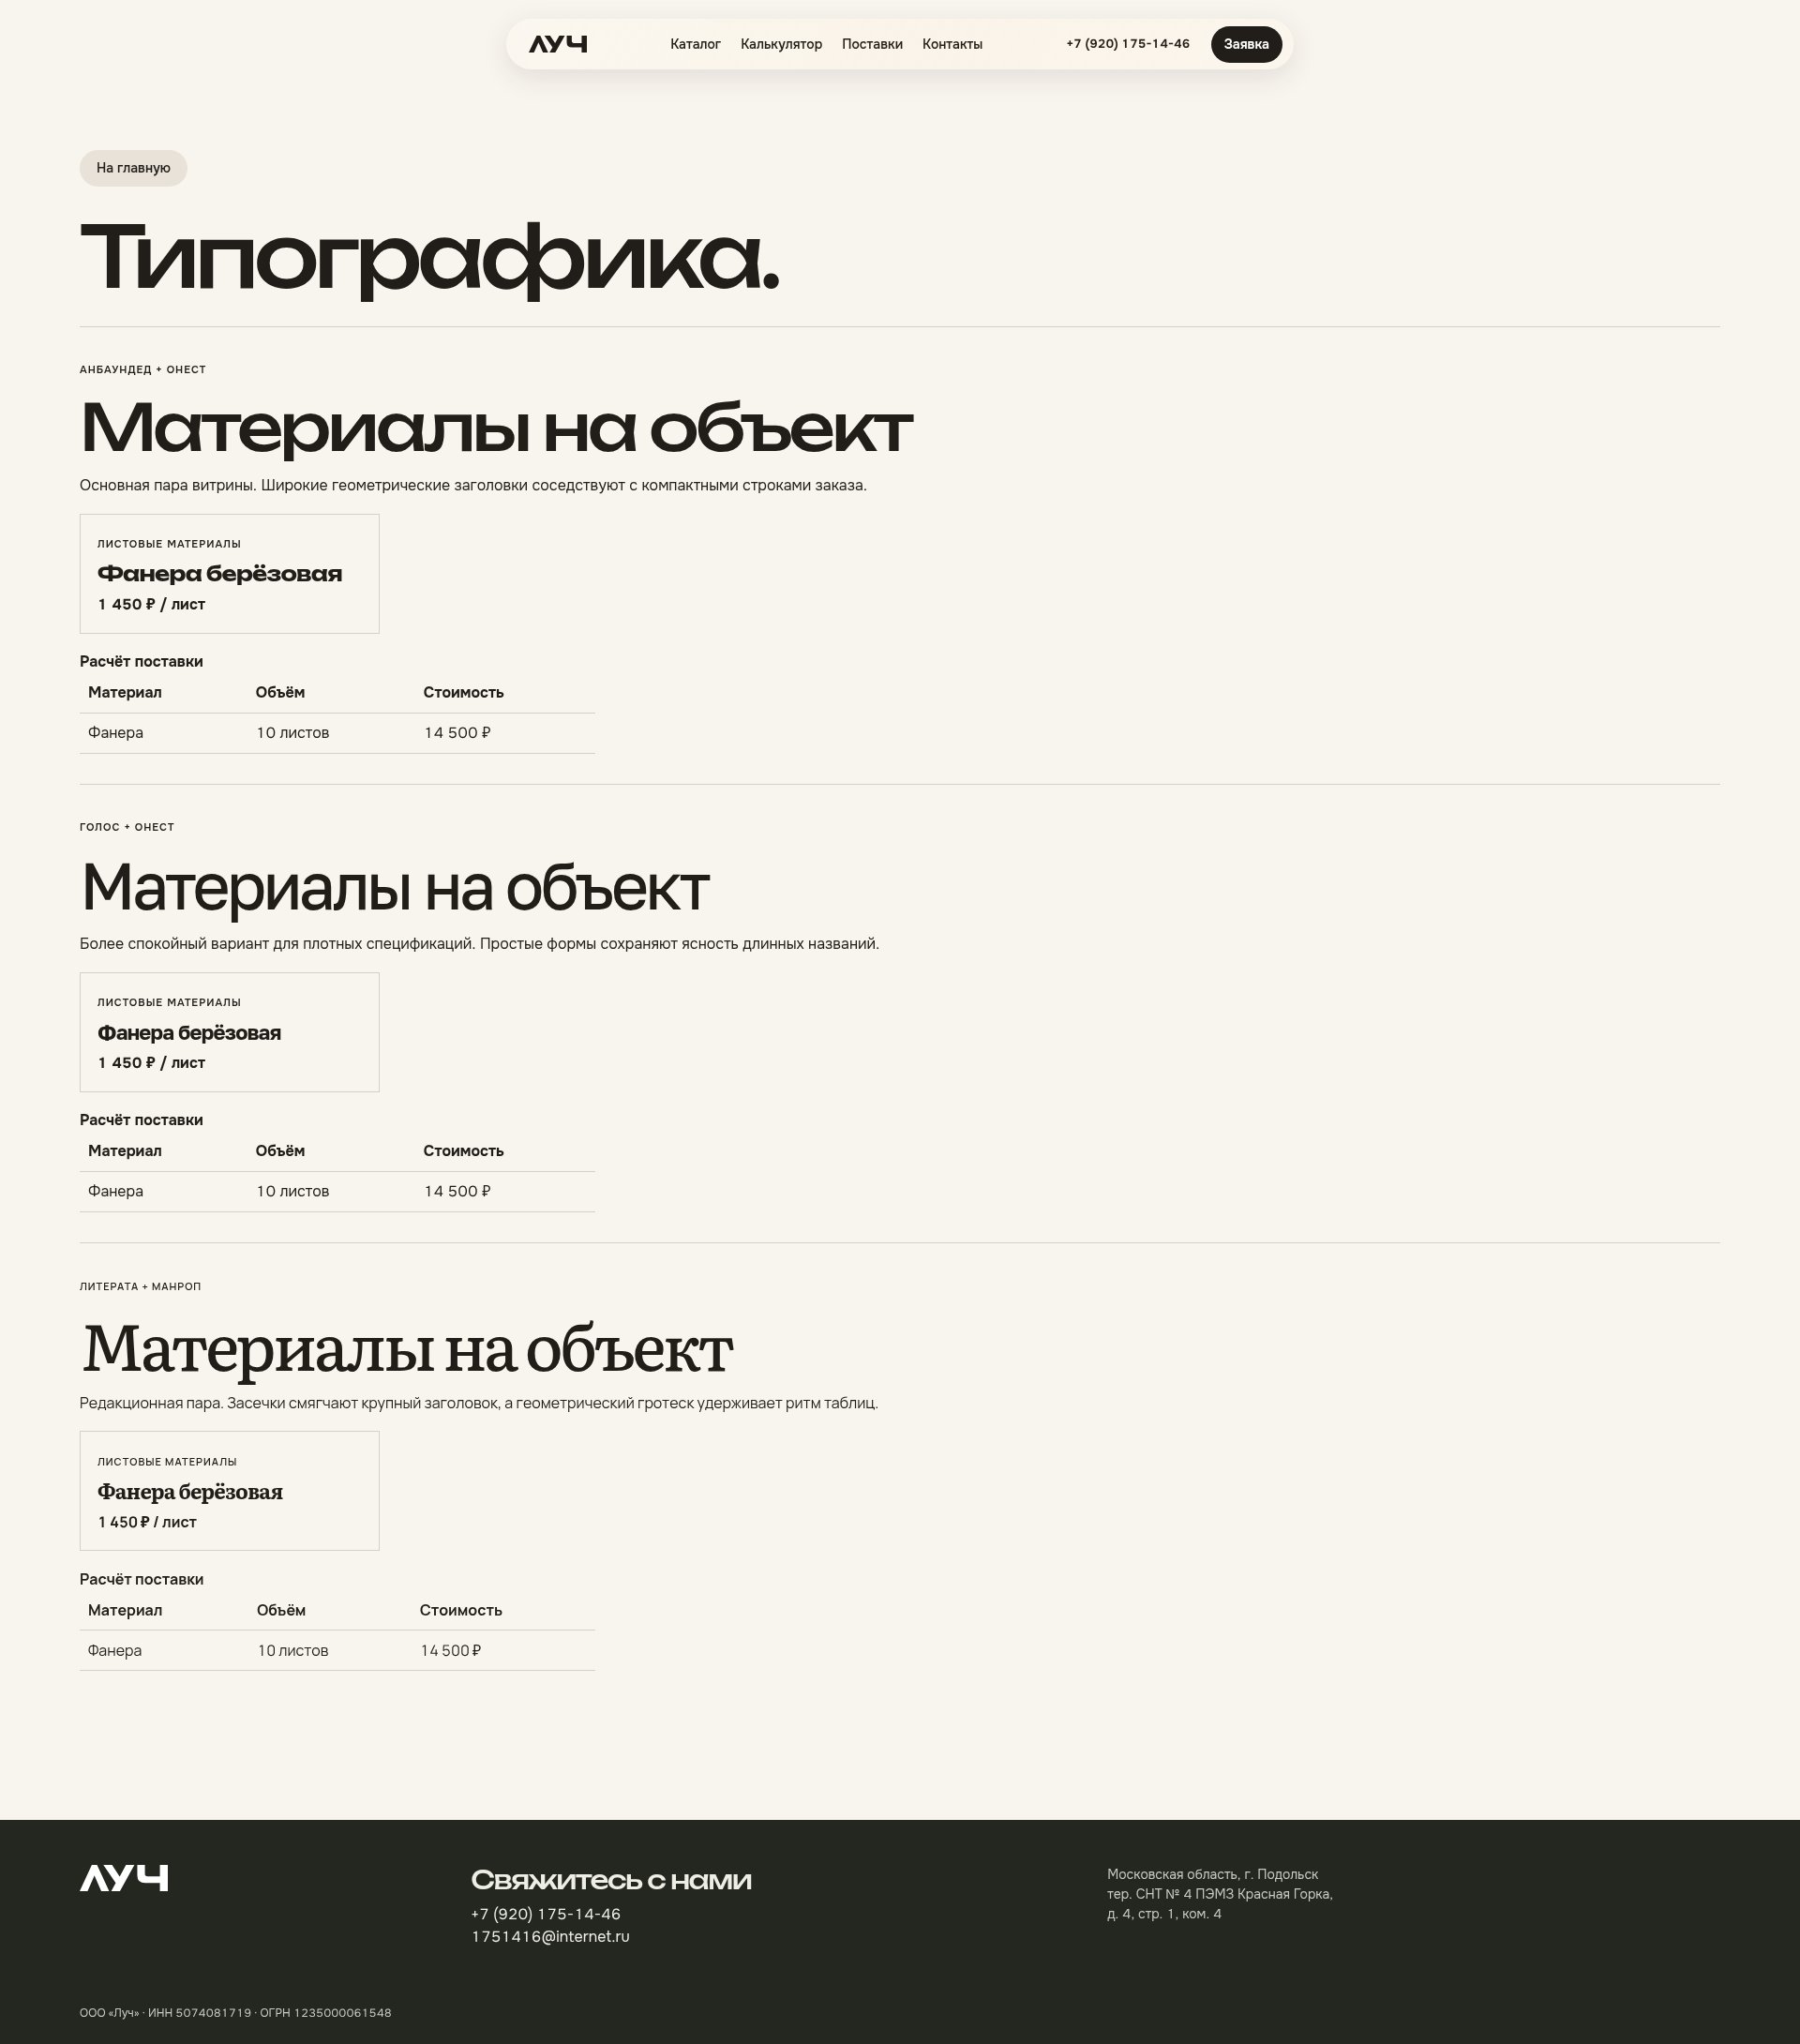 ЛУЧ
Каталог
Калькулятор
Поставки
Контакты
+7 (920) 175-14-46
Заявка
На главную
Типографика.
АНБАУНДЕД + ОНЕСТ
Материалы на объект
Основная пара витрины. Широкие геометрические заголовки соседствуют с компактными строками заказа.
ЛИСТОВЫЕ МАТЕРИАЛЫ
Фанера берёзовая
1 450 ₽ / лист
Расчёт поставки
Материал Объём Стоимость
Фанера 10 листов 14 500 ₽
ГОЛОС + ОНЕСТ
Материалы на объект
Более спокойный вариант для плотных спецификаций. Простые формы сохраняют ясность длинных названий.
ЛИСТОВЫЕ МАТЕРИАЛЫ
Фанера берёзовая
1 450 ₽ / лист
Расчёт поставки
Материал Объём Стоимость
Фанера 10 листов 14 500 ₽
ЛИТЕРАТА + МАНРОП
Материалы на объект
Редакционная пара. Засечки смягчают крупный заголовок, а геометрический гротеск удерживает ритм таблиц.
ЛИСТОВЫЕ МАТЕРИАЛЫ
Фанера берёзовая
1 450 ₽ / лист
Расчёт поставки
Материал Объём Стоимость
Фанера 10 листов 14 500 ₽
ЛУЧ
Свяжитесь с нами
+7 (920) 175-14-46
1751416@internet.ru
Московская область, г. Подольск
тер. СНТ № 4 ПЭМЗ Красная Горка,
д. 4, стр. 1, ком. 4
ООО «Луч» · ИНН 5074081719 · ОГРН 1235000061548